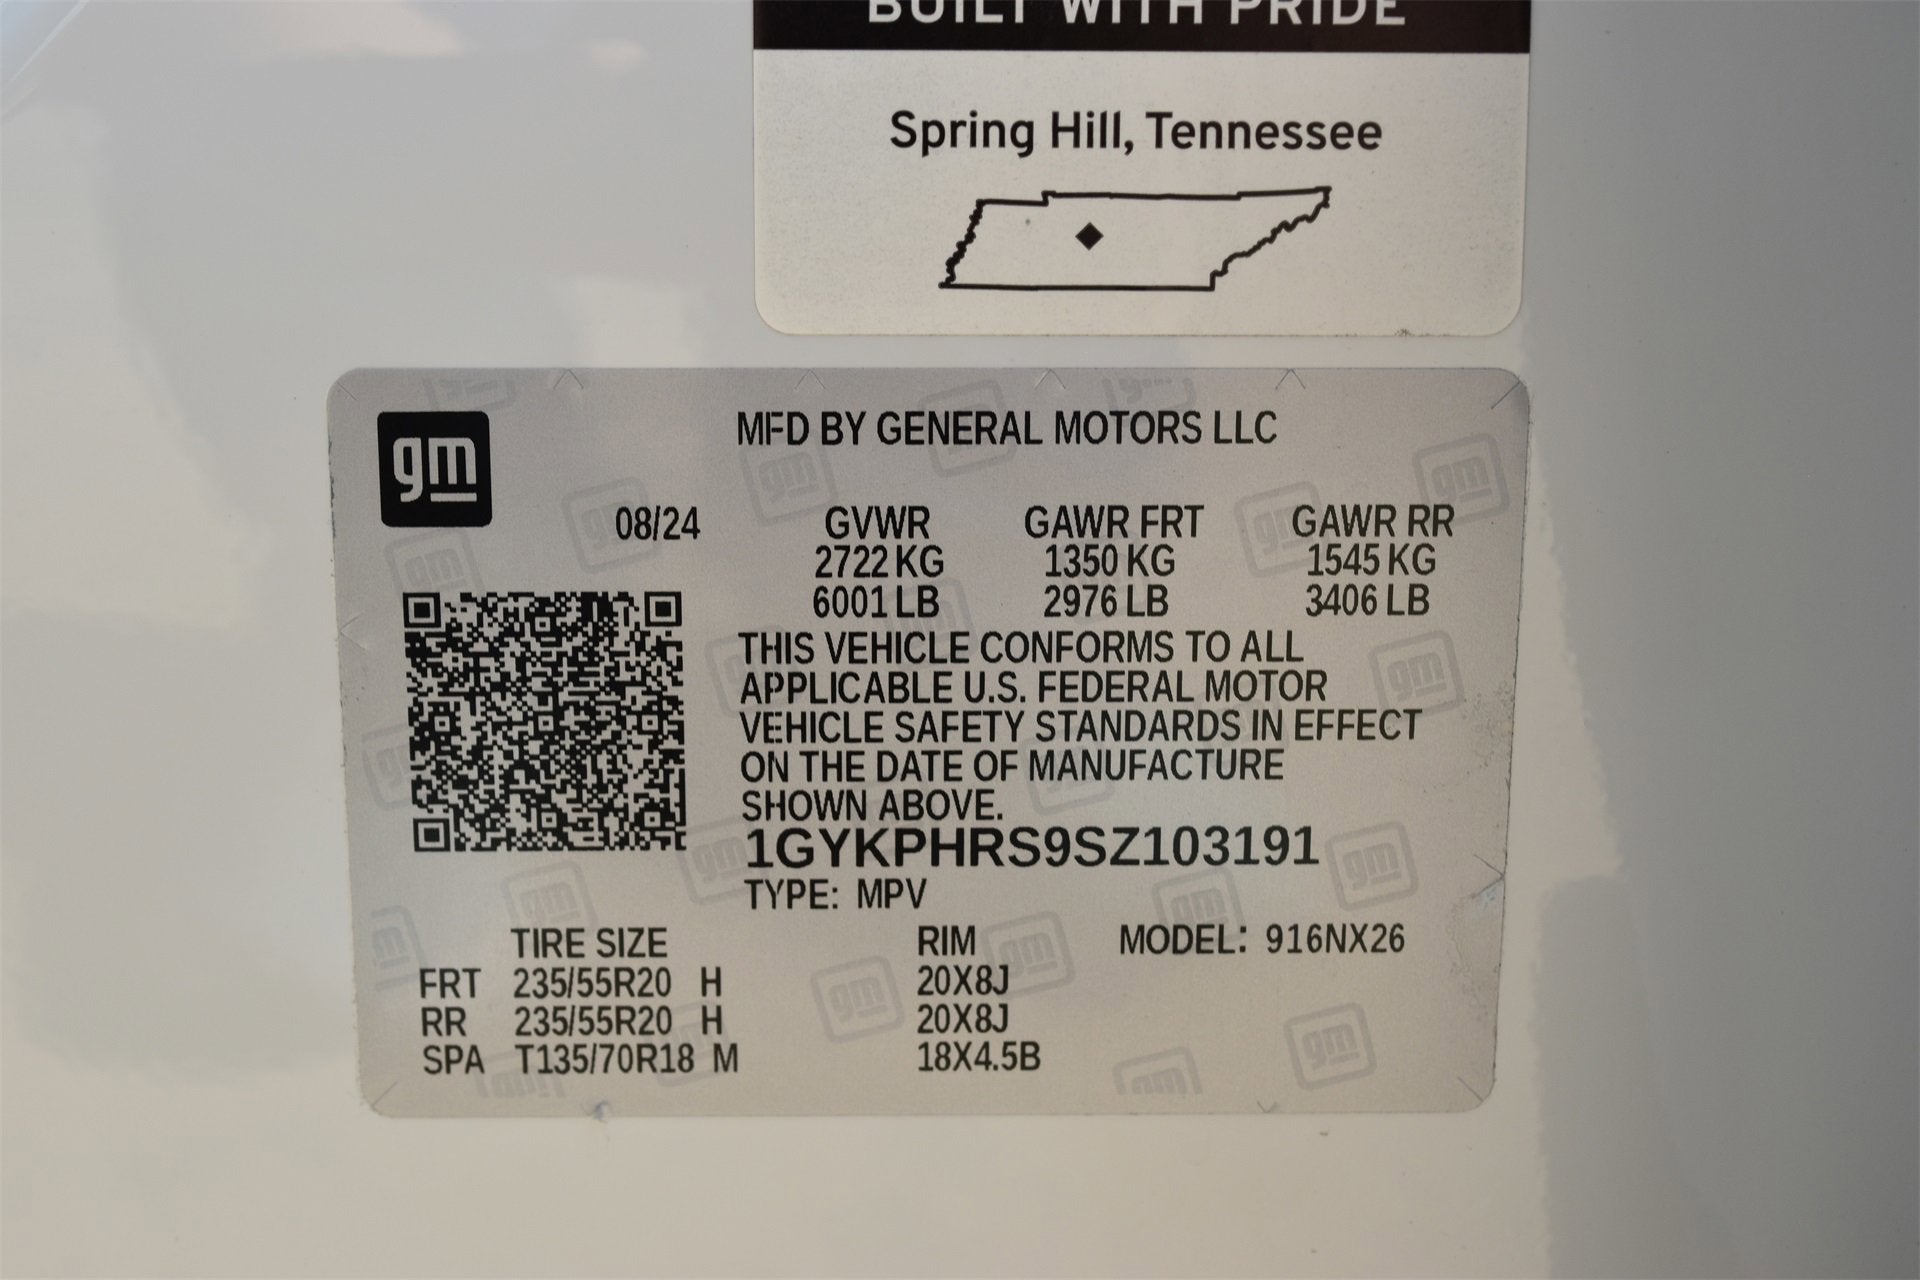 BUILT WITH PRIDE
Spring Hill, Tennessee
gm
MFD BY GENERAL MOTORS LLC
08/24 GVWR GAWR FRT GAWR RR
2722 KG 1350 KG 1545 KG
6001 LB 2976 LB 3406 LB
THIS VEHICLE CONFORMS TO ALL
APPLICABLE U.S. FEDERAL MOTOR
VEHICLE SAFETY STANDARDS IN EFFECT
ON THE DATE OF MANUFACTURE
SHOWN ABOVE.
1GYKPHRS9SZ103191
TYPE: MPV
TIRE SIZE RIM MODEL: 916NX26
FRT 235/55R20 H 20X8J
RR 235/55R20 H 20X8J
SPA T135/70R18 M 18X4.5B